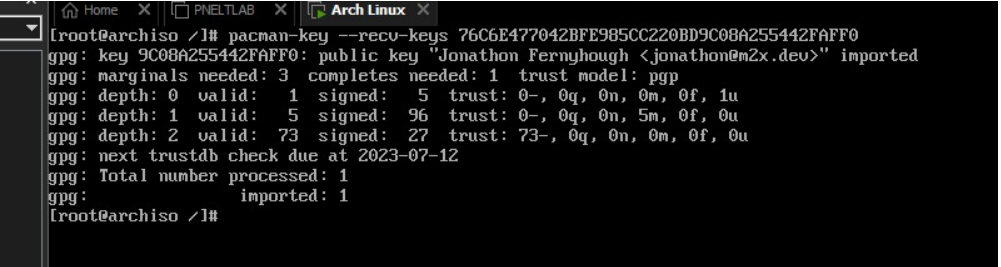 Home PNELTLAB Arch Linux
[root@archiso /]# pacman-key --recv-keys 76C6E477042BFE985CC220BD9C08A255442FAFF0
gpg: key 9C08A255442FAFF0: public key "Jonathon Fernyhough <jonathon@m2x.dev>" imported
gpg: marginals needed: 3  completes needed: 1  trust model: pgp
gpg: depth: 0  valid:   1  signed:   5  trust: 0-, 0q, 0n, 0m, 0f, 1u
gpg: depth: 1  valid:   5  signed:  96  trust: 0-, 0q, 0n, 5m, 0f, 0u
gpg: depth: 2  valid:  73  signed:  27  trust: 73-, 0q, 0n, 0m, 0f, 0u
gpg: next trustdb check due at 2023-07-12
gpg: Total number processed: 1
gpg:               imported: 1
[root@archiso /]#